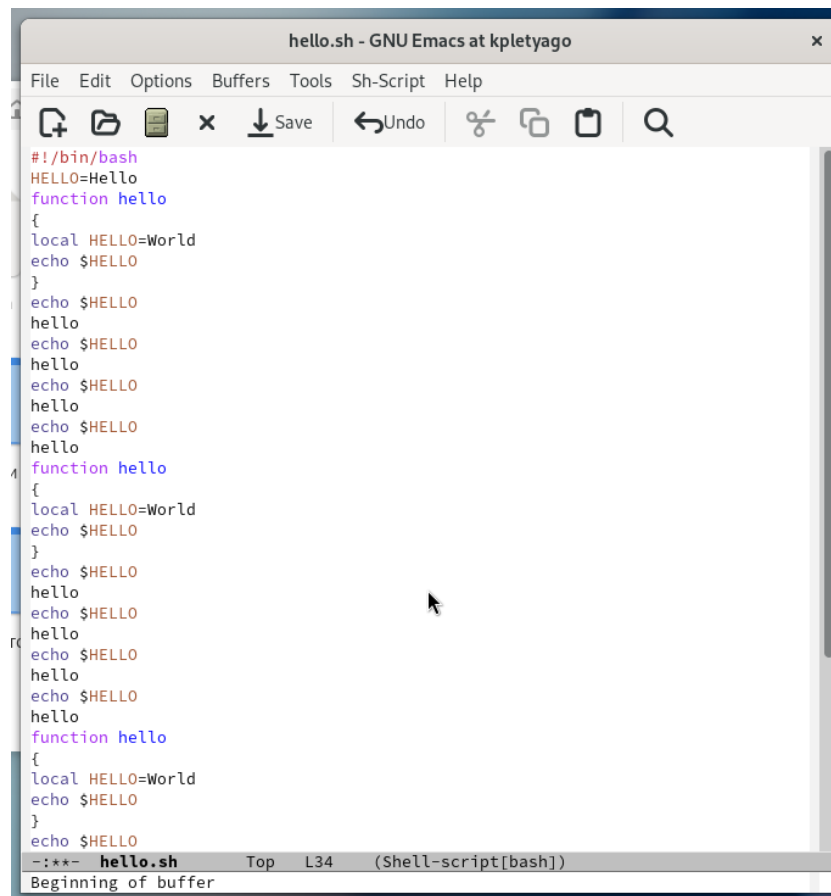 hello.sh - GNU Emacs at kpletyago ×
File Edit Options Buffers Tools Sh-Script Help
Save Undo
#!/bin/bash
HELLO=Hello
function hello
{
local HELLO=World
echo $HELLO
}
echo $HELLO
hello
echo $HELLO
hello
echo $HELLO
hello
echo $HELLO
hello
function hello
{
local HELLO=World
echo $HELLO
}
echo $HELLO
hello
echo $HELLO
hello
echo $HELLO
hello
echo $HELLO
hello
function hello
{
local HELLO=World
echo $HELLO
}
echo $HELLO
-:**- hello.sh Top L34 (Shell-script[bash])
Beginning of buffer